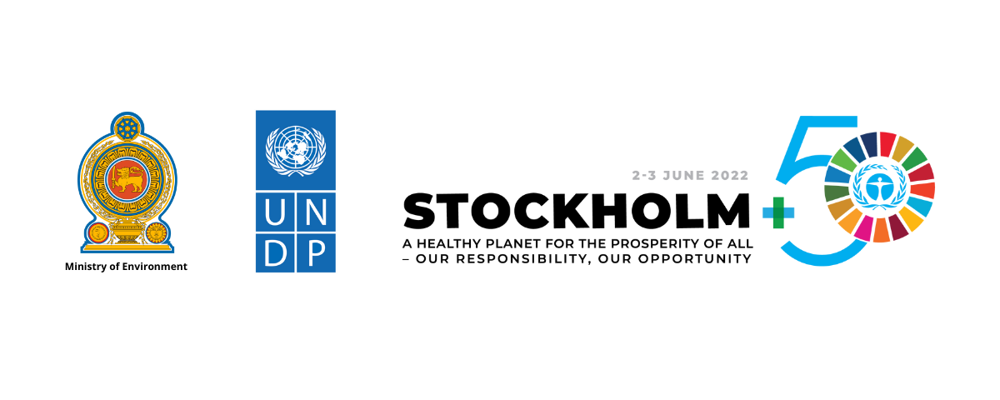 Ministry of Environment
U N
D P
2-3 JUNE 2022
STOCKHOLM+50
A HEALTHY PLANET FOR THE PROSPERITY OF ALL
– OUR RESPONSIBILITY, OUR OPPORTUNITY